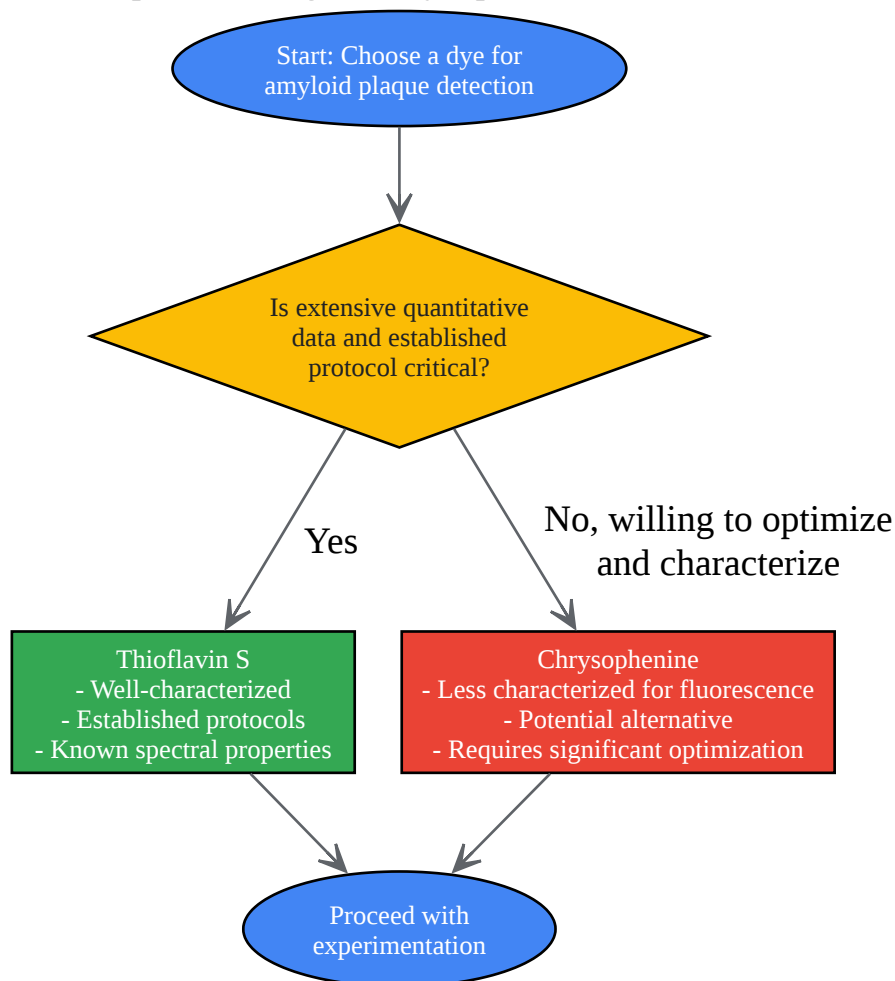 Start: Choose a dye for
amyloid plaque detection
Is extensive quantitative
data and established
protocol critical?
Yes
No, willing to optimize
and characterize
Thioflavin S
- Well-characterized
- Established protocols
- Known spectral properties
Chrysophenine
- Less characterized for fluorescence
- Potential alternative
- Requires significant optimization
Proceed with
experimentation